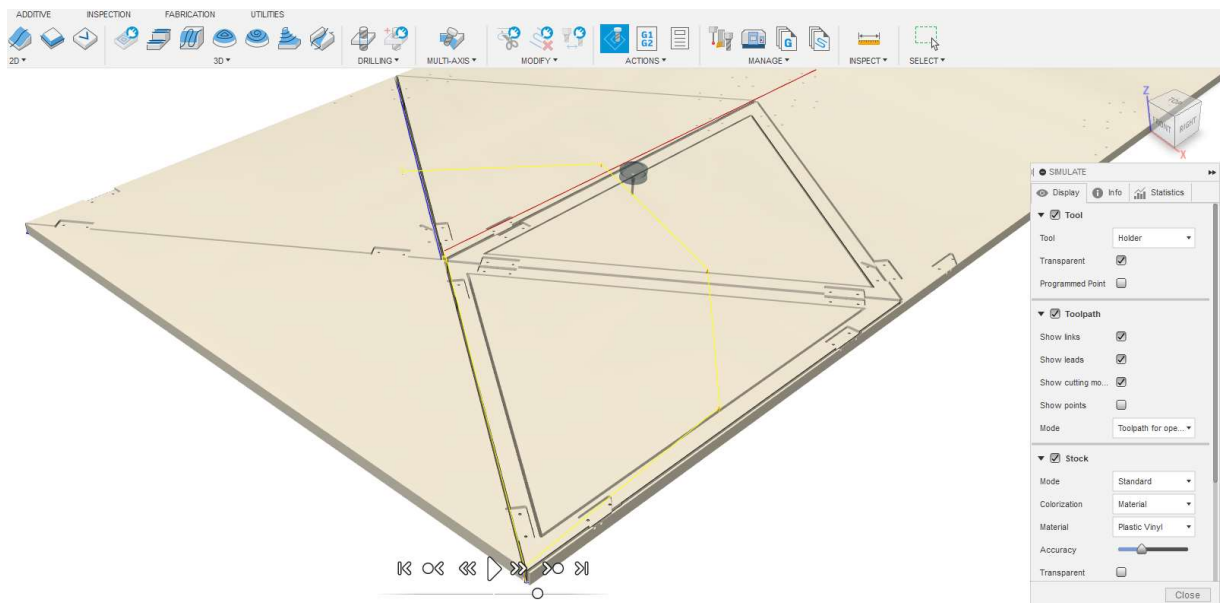 ADDITIVE INSPECTION FABRICATION UTILITIES
G1
G2
G
2D ▾ 3D ▾ DRILLING ▾ MULTI-AXIS ▾ MODIFY ▾ ACTIONS ▾ MANAGE ▾ INSPECT ▾ SELECT ▾
Z
TOP
FRONT RIGHT
X
SIMULATE
Display Info Statistics
Tool
Tool Holder
Transparent
Programmed Point
Toolpath
Show links
Show leads
Show cutting mo...
Show points
Mode Toolpath for ope...
Stock
Mode Standard
Colorization Material
Material Plastic Vinyl
Accuracy
Transparent
Close